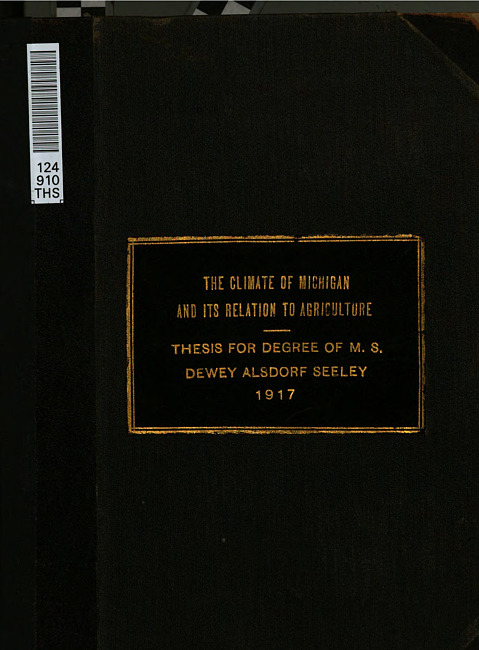 124
910
THS
THE CLIMATE OF MICHIGAN
AND ITS RELATION TO AGRICULTURE
THESIS FOR DEGREE OF M. S.
DEWEY ALSDORF SEELEY
1917